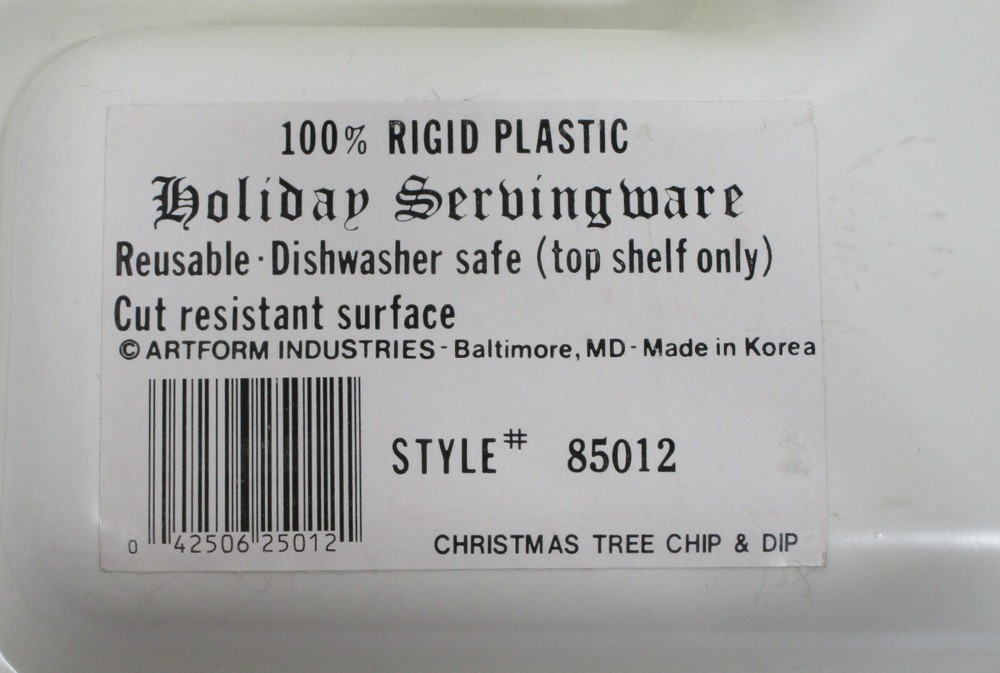 100% RIGID PLASTIC
Holiday Servingware
Reusable · Dishwasher safe (top shelf only)
Cut resistant surface
© ARTFORM INDUSTRIES - Baltimore, MD - Made in Korea
STYLE# 85012
0 42506 25012
CHRISTMAS TREE CHIP & DIP